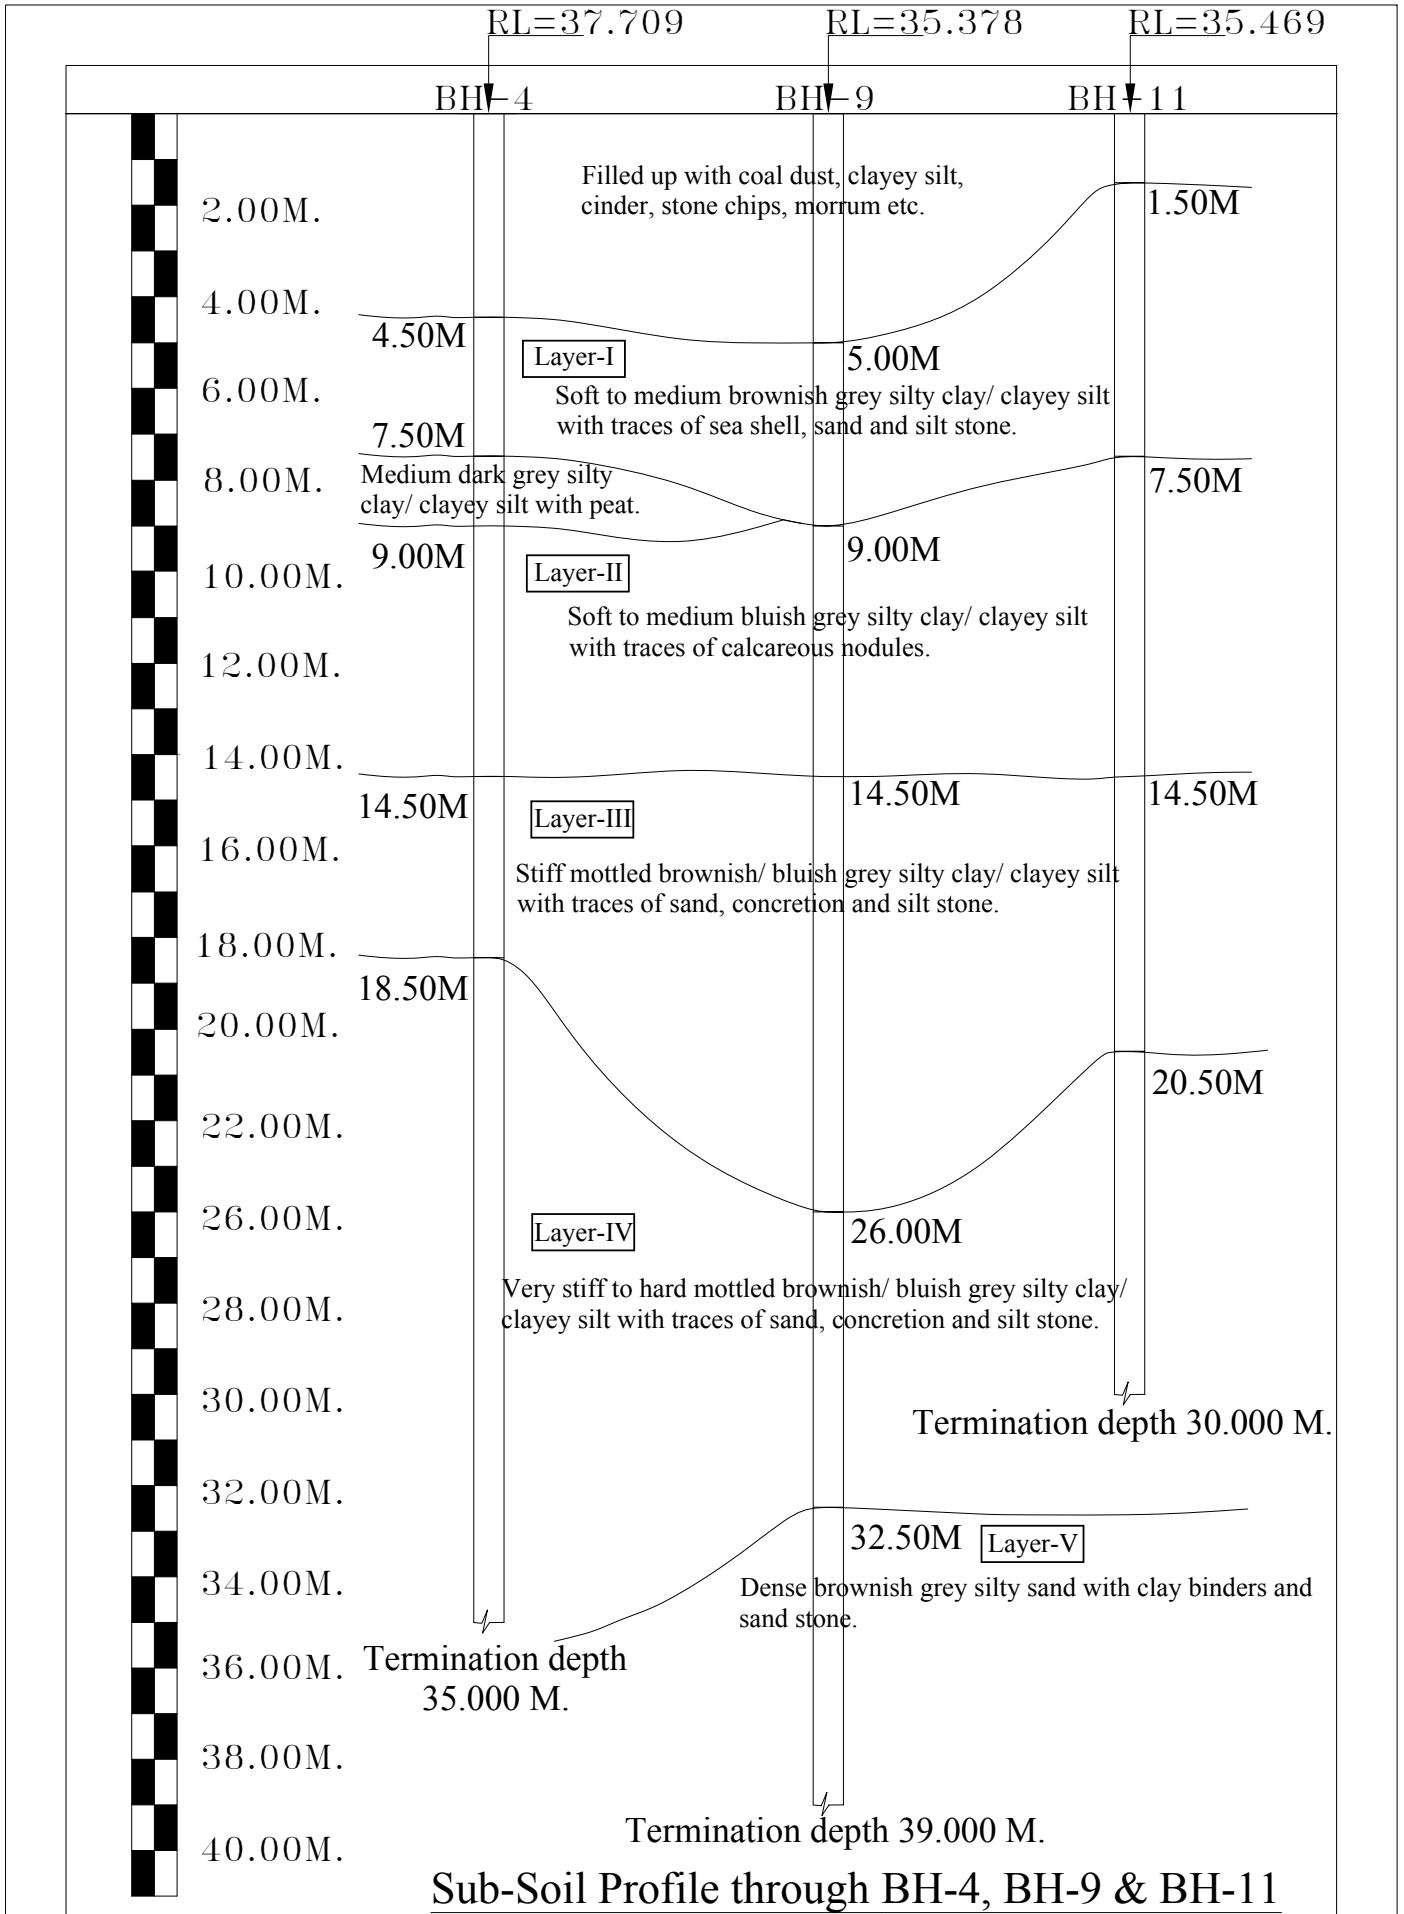 RL=37.709 RL=35.378 RL=35.469
BH-4 BH-9 BH-11
Filled up with coal dust, clayey silt,
cinder, stone chips, morrum etc.
2.00M.
1.50M
4.00M.
4.50M
Layer-I
5.00M
6.00M.
Soft to medium brownish grey silty clay/ clayey silt
with traces of sea shell, sand and silt stone.
7.50M
8.00M.
Medium dark grey silty
clay/ clayey silt with peat.
7.50M
9.00M
9.00M
10.00M.
Layer-II
Soft to medium bluish grey silty clay/ clayey silt
with traces of calcareous nodules.
12.00M.
14.00M.
14.50M
14.50M
14.50M
Layer-III
16.00M.
Stiff mottled brownish/ bluish grey silty clay/ clayey silt
with traces of sand, concretion and silt stone.
18.00M.
18.50M
20.00M.
20.50M
22.00M.
26.00M.
Layer-IV
26.00M
Very stiff to hard mottled brownish/ bluish grey silty clay/
clayey silt with traces of sand, concretion and silt stone.
28.00M.
30.00M.
Termination depth 30.000 M.
32.00M.
32.50M
Layer-V
34.00M.
Dense brownish grey silty sand with clay binders and
sand stone.
36.00M.
Termination depth
35.000 M.
38.00M.
Termination depth 39.000 M.
40.00M.
Sub-Soil Profile through BH-4, BH-9 & BH-11